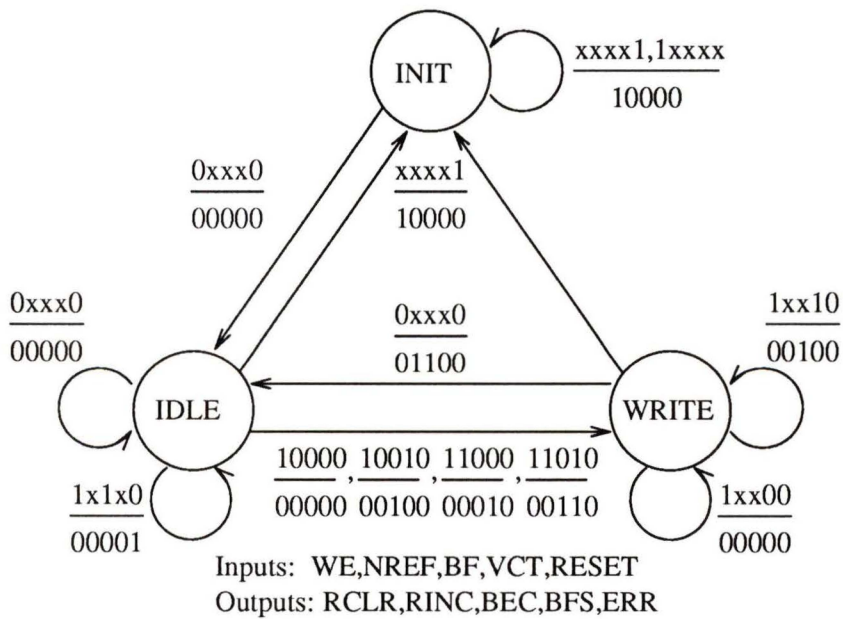 INIT
xxxx1,1xxxx
10000
0xxx0
00000
xxxx1
10000
0xxx0
00000
0xxx0
01100
1xx10
00100
IDLE
WRITE
10000, 10010, 11000, 11010
00000 00100 00010 00110
1x1x0
00001
1xx00
00000
Inputs: WE,NREF,BF,VCT,RESET
Outputs: RCLR,RINC,BEC,BFS,ERR